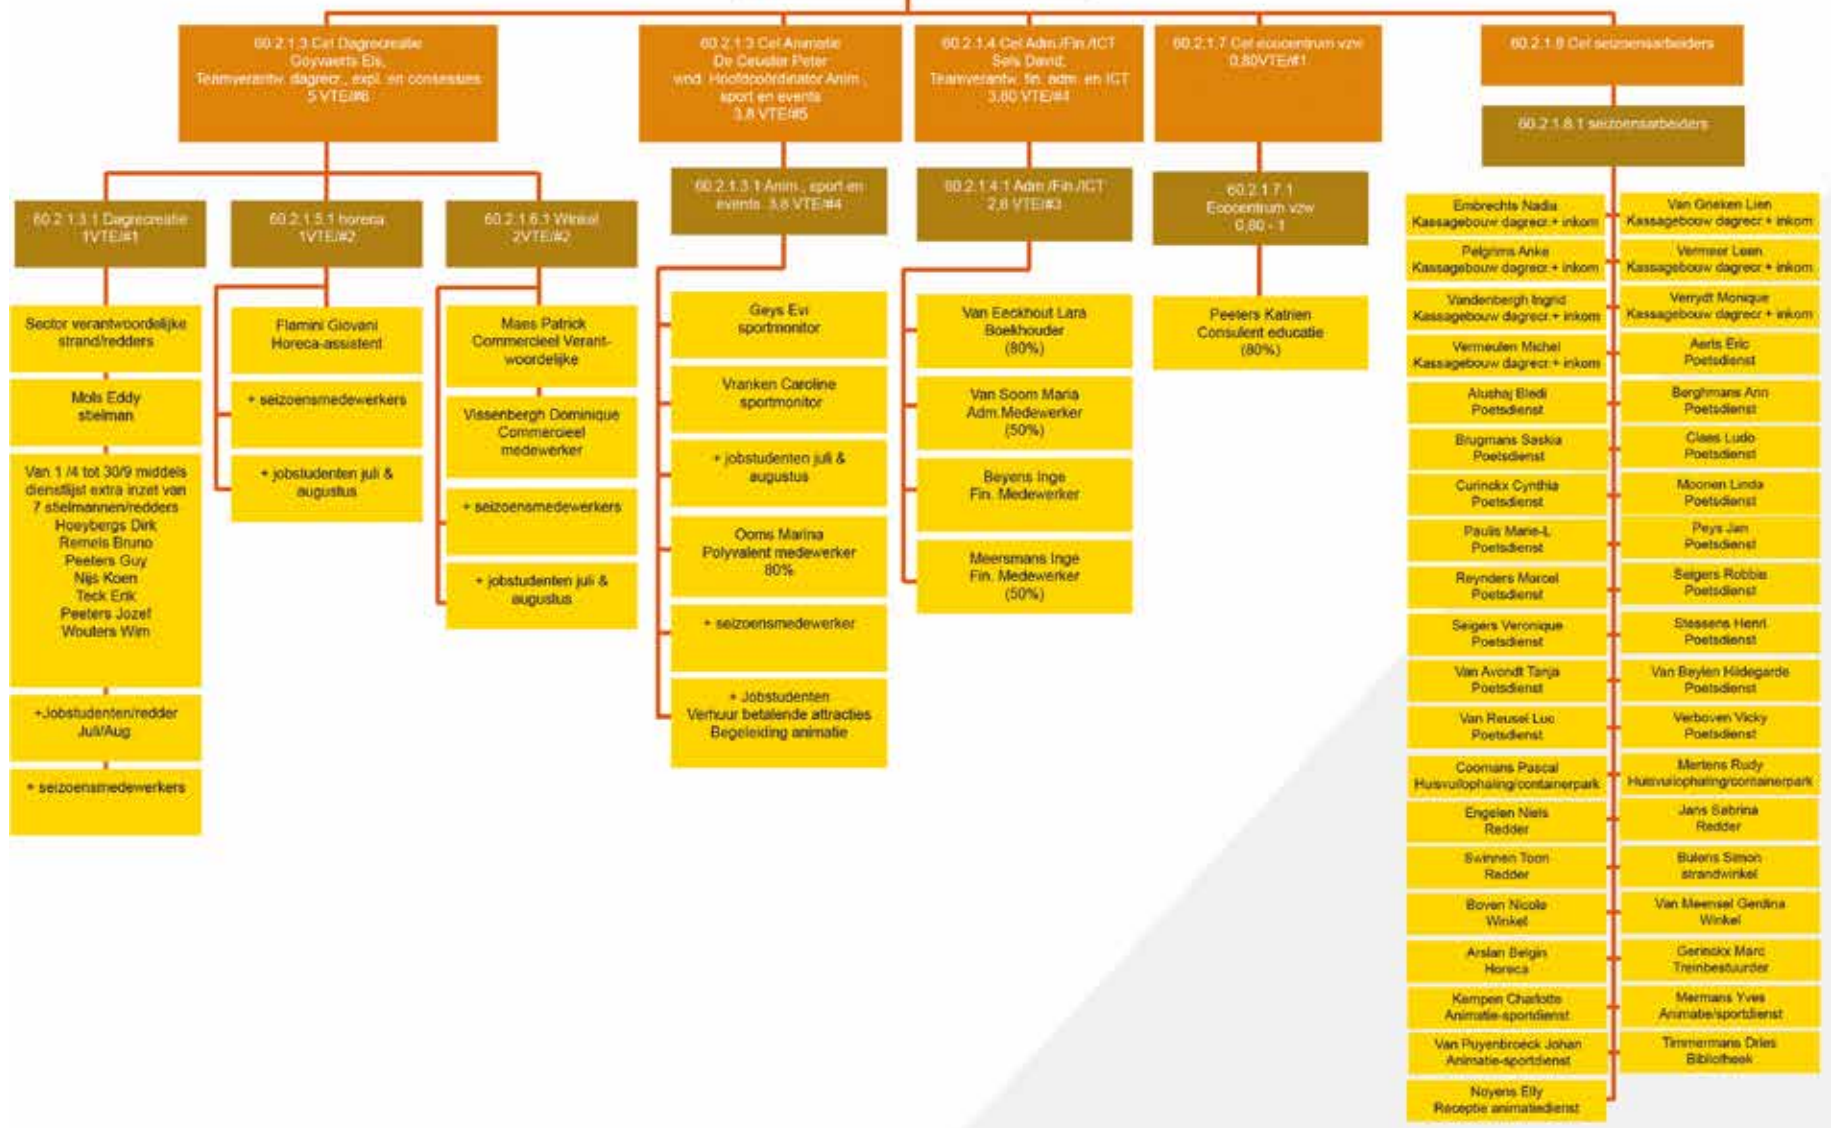 60.2.1.3 Cel Dagrecreatie
Goyvaerts Els,
Teamverantw. dagrecr., expl. en consessies
5 VTE/#6
60.2.1.3 Cel Animatie
De Ceuster Peter
wnd. Hoofdcoördinator Anim.,
sport en events
3,8 VTE/#5
60.2.1.4 Cel Adm./Fin./ICT
Sels David,
Teamverantw. fin. adm. en ICT
3,60 VTE/#4
60.2.1.7 Cel ecocentrum vzw
0,80VTE/#1
60.2.1.8 Cel seizoensarbeiders
60.2.1.8.1 seizoensarbeiders
60.2.1.3.1 Dagrecreatie
1VTE/#1
60.2.1.5.1 horeca
1VTE/#2
60.2.1.6.1 Winkel
2VTE/#2
60.2.1.3.1 Anim., sport en
events. 3,8 VTE/#4
60.2.1.4.1 Adm./Fin./ICT
2,8 VTE/#3
60.2.1.7.1
Ecocentrum vzw
0,80 - 1
Sector verantwoordelijke
strand/redders
Mols Eddy
stielman
Van 1 /4 tot 30/9 middels
dienstlijst extra inzet van
7 stielmannen/redders
Hoeybergs Dirk
Remels Bruno
Peeters Guy
Nijs Koen
Teck Erik
Peeters Jozef
Wouters Wim
+Jobstudenten/redder
Juli/Aug
+ seizoensmedewerkers
Flamini Giovani
Horeca-assistent
+ seizoensmedewerkers
+ jobstudenten juli &
augustus
Maes Patrick
Commercieel Verant-
woordelijke
Vissenbergh Dominique
Commercieel
medewerker
+ seizoensmedewerkers
+ jobstudenten juli &
augustus
Geys Evi
sportmonitor
Vranken Caroline
sportmonitor
+ jobstudenten juli &
augustus
Ooms Marina
Polyvalent medewerker
80%
+ seizoensmedewerker
+ Jobstudenten
Verhuur betalende attracties
Begeleiding animatie
Van Eeckhout Lara
Boekhouder
(80%)
Van Soom Maria
Adm.Medewerker
(50%)
Beyens Inge
Fin. Medewerker
Meersmans Inge
Fin. Medewerker
(50%)
Peeters Katrien
Consulent educatie
(80%)
Embrechts Nadia
Kassagebouw dagrecr.+ inkom
Pelgrims Anke
Kassagebouw dagrecr.+ inkom
Vandenbergh Ingrid
Kassagebouw dagrecr.+ inkom
Vermeulen Michel
Kassagebouw dagrecr.+ inkom
Alushaj Bledi
Poetsdienst
Brugmans Saskia
Poetsdienst
Curinckx Cynthia
Poetsdienst
Paulis Marie-L
Poetsdienst
Reynders Marcel
Poetsdienst
Seigers Veronique
Poetsdienst
Van Avondt Tanja
Poetsdienst
Van Reusel Luc
Poetsdienst
Coomans Pascal
Huisvuilophaling/containerpark
Engelen Niels
Redder
Swinnen Toon
Redder
Boven Nicole
Winkel
Arslan Belgin
Horeca
Kempen Charlotte
Animatie-sportdienst
Van Puyenbroeck Johan
Animatie-sportdienst
Noyens Elly
Receptie animatiedienst
Van Grieken Lien
Kassagebouw dagrecr.+ inkom
Vermeer Leen
Kassagebouw dagrecr.+ inkom
Verrydt Monique
Kassagebouw dagrecr.+ inkom
Aerts Eric
Poetsdienst
Berghmans Ann
Poetsdienst
Claes Ludo
Poetsdienst
Moonen Linda
Poetsdienst
Peys Jan
Poetsdienst
Seigers Robbie
Poetsdienst
Stessens Henri
Poetsdienst
Van Beylen Hildegarde
Poetsdienst
Verboven Vicky
Poetsdienst
Mertens Rudy
Huisvuilophaling/containerpark
Jans Sabrina
Redder
Bulens Simon
strandwinkel
Van Meensel Gerdina
Winkel
Gerinckx Marc
Treinbestuurder
Mermans Yves
Animatie/sportdienst
Timmermans Dries
Bibliotheek